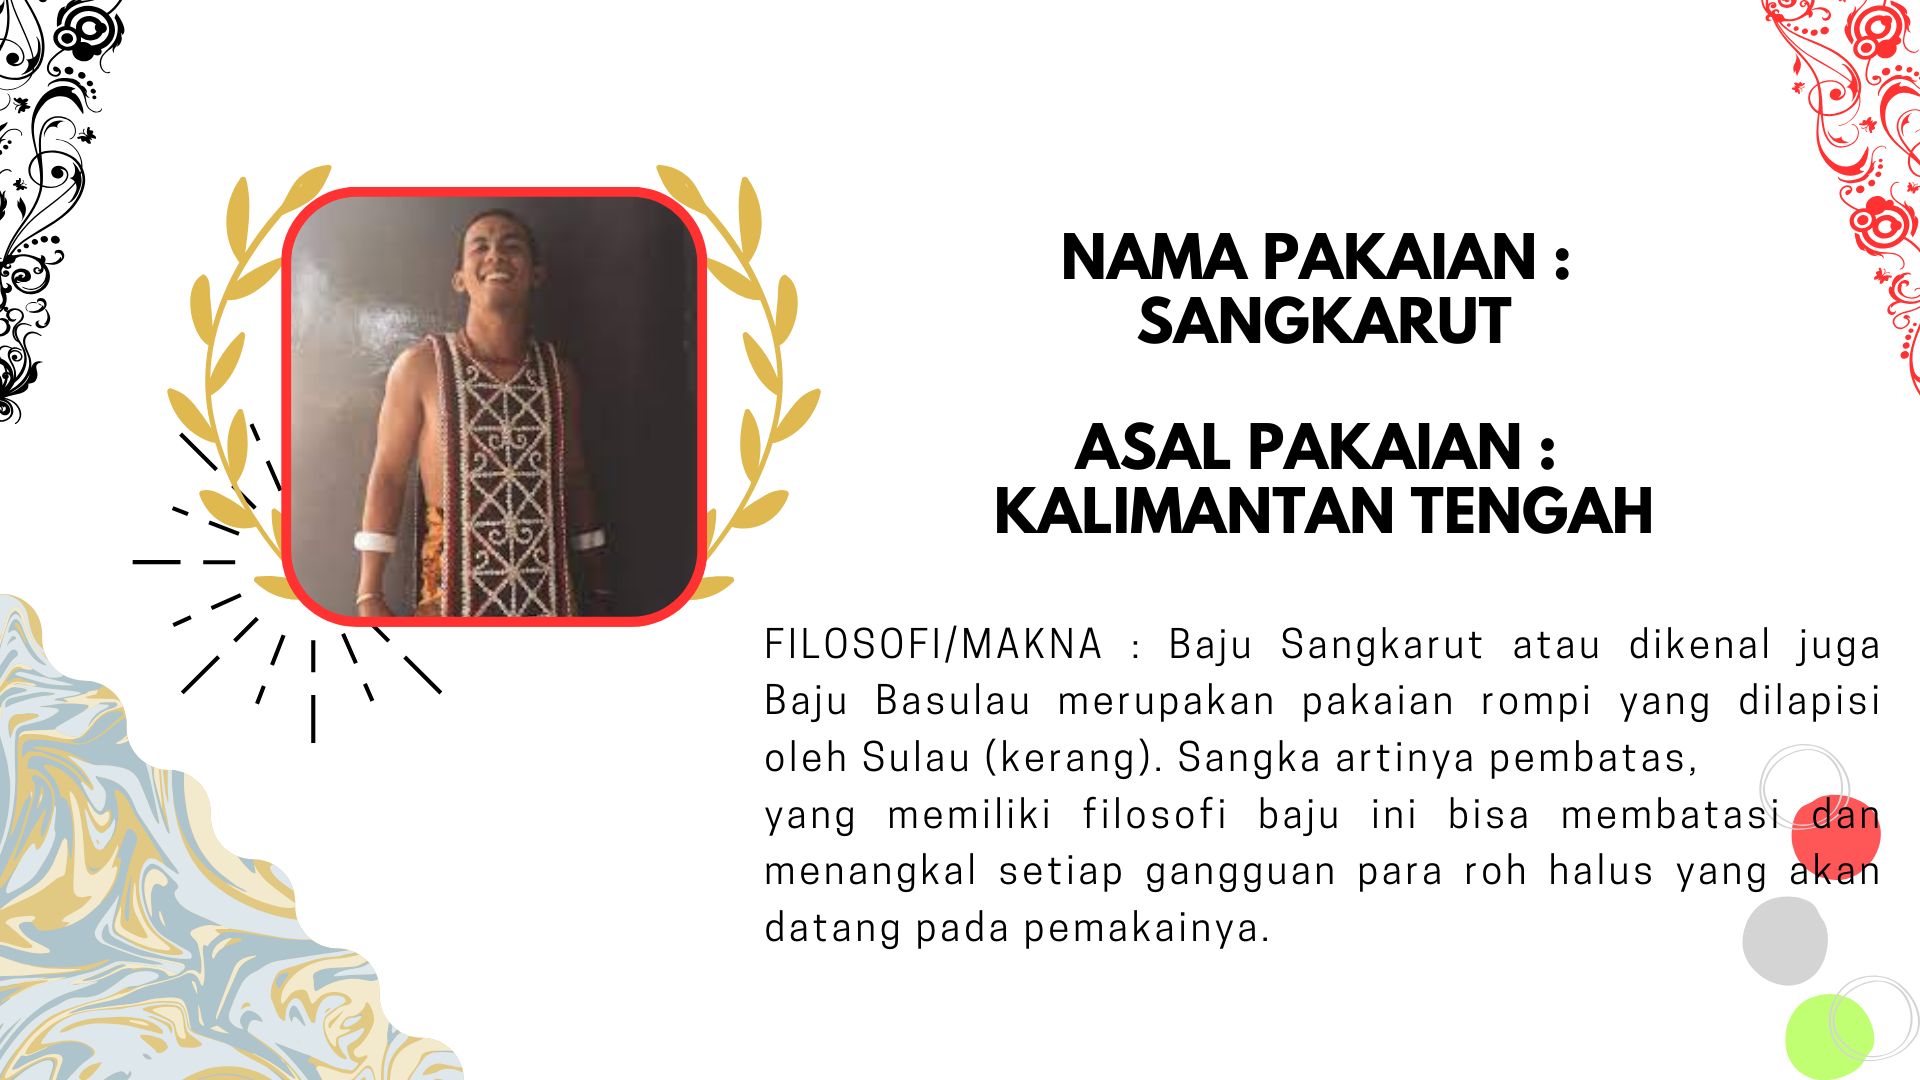 NAMA PAKAIAN :
SANGKARUT
ASAL PAKAIAN :
KALIMANTAN TENGAH
FILOSOFI/MAKNA : Baju Sangkarut atau dikenal juga
Baju Basulau merupakan pakaian rompi yang dilapisi
oleh Sulau (kerang). Sangka artinya pembatas,
yang memiliki filosofi baju ini bisa membatasi dan
menangkal setiap gangguan para roh halus yang akan
datang pada pemakainya.